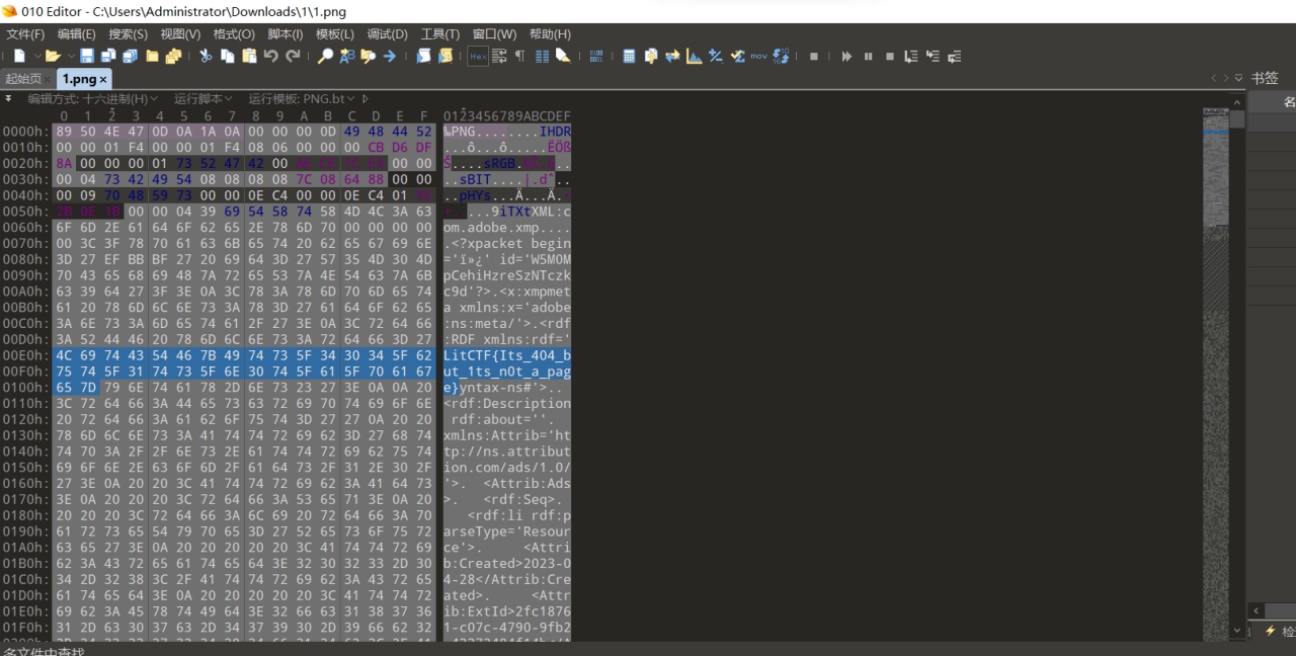 010 Editor - C:\Users\Administrator\Downloads\1\1.png
文件(F) 编辑(E) 搜索(S) 视图(V) 格式(O) 脚本(I) 模板(L) 调试(D) 工具(T) 窗口(W) 帮助(H)
起始页 1.png 书签
编辑方式: 十六进制(H) 运行脚本 运行模板: PNG.bt
0 1 2 3 4 5 6 7 8 9 A B C D E F 0123456789ABCDEF 名
0000h: 89 50 4E 47 0D 0A 1A 0A 00 00 00 0D 49 48 44 52 ‰PNG........IHDR
0010h: 00 00 01 F4 00 00 01 F4 08 06 00 00 00 CB D6 DF ...ô...ô.....ËÖß
0020h: 8A 00 00 00 01 73 52 47 42 00 00 00 Š....sRGB.
0030h: 00 04 73 42 49 54 08 08 08 08 7C 08 64 88 00 00 ..sBIT....|.dˆ..
0040h: 00 09 70 48 59 73 00 00 0E C4 00 00 0E C4 01 ..pHYs...Ä...Ä.
0050h: 2B 0E 1B 00 00 04 39 69 54 58 74 58 4D 4C 3A 63 +.....9iTXtXML:c
0060h: 6F 6D 2E 61 64 6F 62 65 2E 78 6D 70 00 00 00 00 om.adobe.xmp....
0070h: 00 3C 3F 78 70 61 63 6B 65 74 20 62 65 67 69 6E .<?xpacket begin
0080h: 3D 27 EF BB BF 27 20 69 64 3D 27 57 35 4D 30 4D ='ï»¿' id='W5M0M
0090h: 70 43 65 68 69 48 7A 72 65 53 7A 4E 54 63 7A 6B pCehiHzreSzNTczk
00A0h: 63 39 64 27 3F 3E 0A 3C 78 3A 78 6D 70 6D 65 74 c9d'?>.<x:xmpmet
00B0h: 61 20 78 6D 6C 6E 73 3A 78 3D 27 61 64 6F 62 65 a xmlns:x='adobe
00C0h: 3A 6E 73 3A 6D 65 74 61 2F 27 3E 0A 3C 72 64 66 :ns:meta/'>.<rdf
00D0h: 3A 52 44 46 20 78 6D 6C 6E 73 3A 72 64 66 3D 27 :RDF xmlns:rdf='
00E0h: 4C 69 74 43 54 46 7B 49 74 73 5F 34 30 34 5F 62 LitCTF{Its_404_b
00F0h: 75 74 5F 31 74 73 5F 6E 30 74 5F 61 5F 70 61 67 ut_1ts_n0t_a_pag
0100h: 65 7D 79 6E 74 61 78 2D 6E 73 23 27 3E 0A 0A 20 e}yntax-ns#'>..
0110h: 3C 72 64 66 3A 44 65 73 63 72 69 70 74 69 6F 6E <rdf:Description
0120h: 20 72 64 66 3A 61 62 6F 75 74 3D 27 27 0A 20 20 rdf:about=''.
0130h: 78 6D 6C 6E 73 3A 41 74 74 72 69 62 3D 27 68 74 xmlns:Attrib='ht
0140h: 74 70 3A 2F 2F 6E 73 2E 61 74 74 72 69 62 75 74 tp://ns.attribut
0150h: 69 6F 6E 2E 63 6F 6D 2F 61 64 73 2F 31 2E 30 2F ion.com/ads/1.0/
0160h: 27 3E 0A 20 20 3C 41 74 74 72 69 62 3A 41 64 73 '>. <Attrib:Ads
0170h: 3E 0A 20 20 20 3C 72 64 66 3A 53 65 71 3E 0A 20 >. <rdf:Seq>.
0180h: 20 20 20 3C 72 64 66 3A 6C 69 20 72 64 66 3A 70 <rdf:li rdf:p
0190h: 61 72 73 65 54 79 70 65 3D 27 52 65 73 6F 75 72 arseType='Resour
01A0h: 63 65 27 3E 0A 20 20 20 20 20 3C 41 74 74 72 69 ce'>. <Attri
01B0h: 62 3A 43 72 65 61 74 65 64 3E 32 30 32 33 2D 30 b:Created>2023-0
01C0h: 34 2D 32 38 3C 2F 41 74 74 72 69 62 3A 43 72 65 4-28</Attrib:Cre
01D0h: 61 74 65 64 3E 0A 20 20 20 20 20 3C 41 74 74 72 ated>. <Attr
01E0h: 69 62 3A 45 78 74 49 64 3E 32 66 63 31 38 37 36 ib:ExtId>2fc1876
01F0h: 31 2D 63 30 37 63 2D 34 37 39 30 2D 39 66 62 32 1-c07c-4790-9fb2